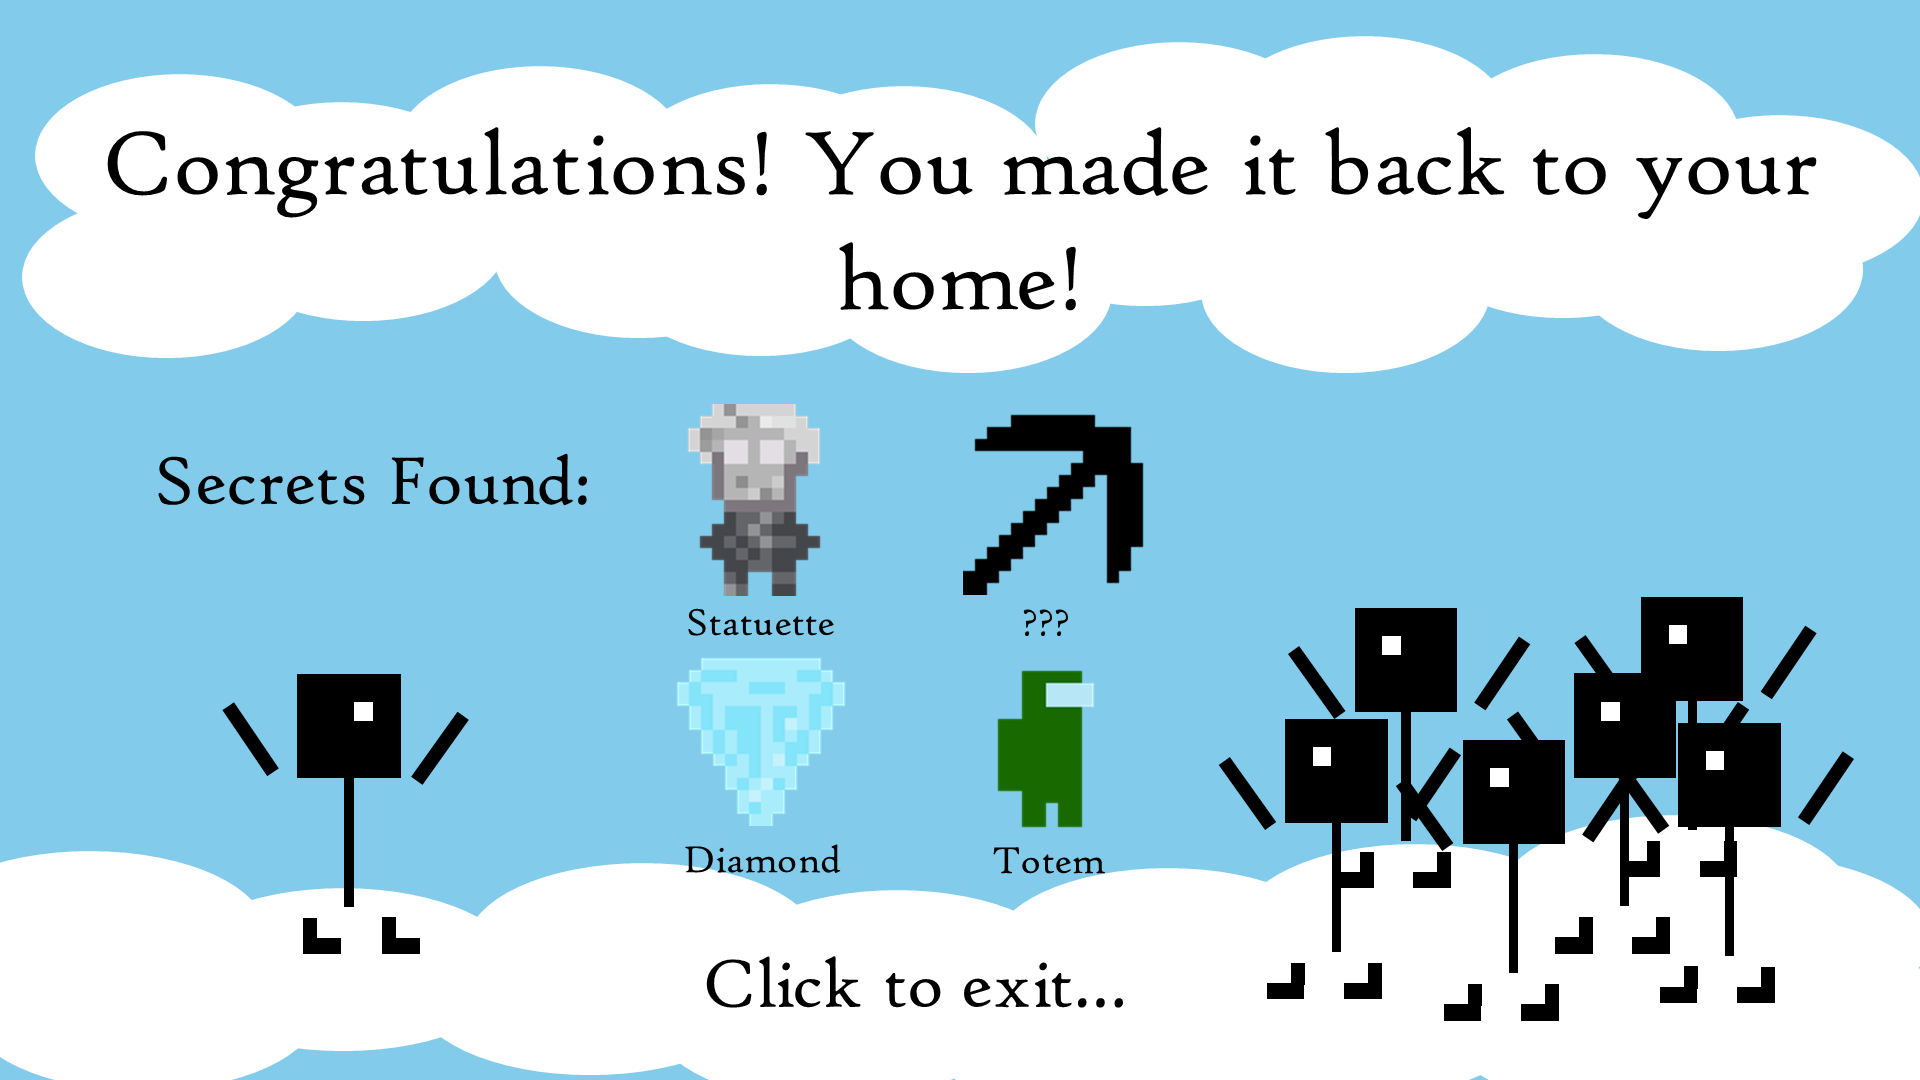 Congratulations! You made it back to your
home!
Secrets Found:
Statuette
???
Diamond
Totem
Click to exit...